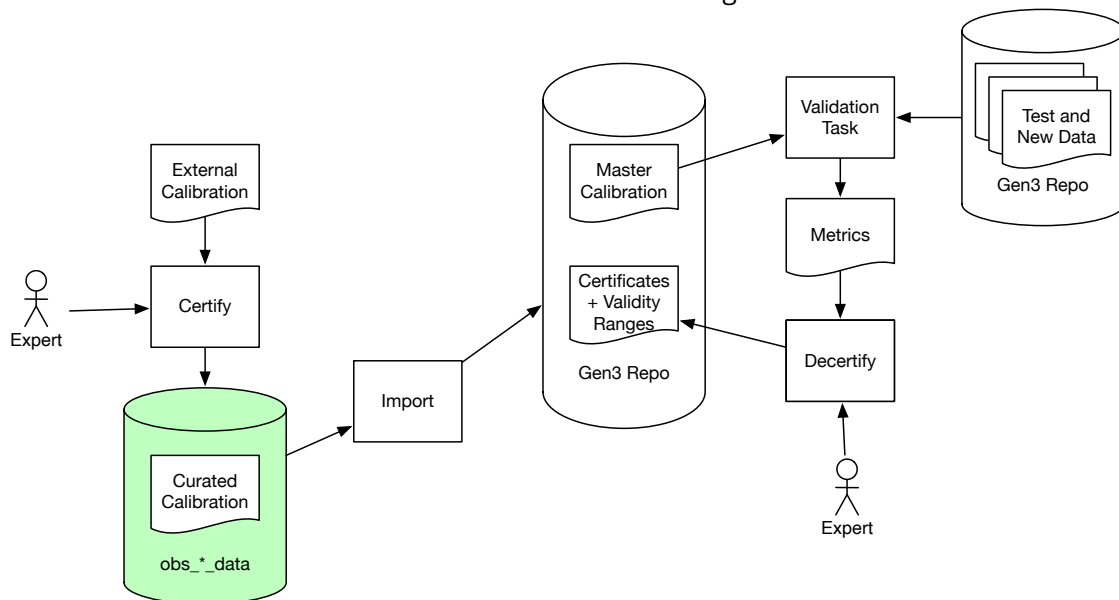 External
Calibration
Expert
Certify
Curated
Calibration
obs_*_data
Import
Master
Calibration
Certificates
+ Validity
Ranges
Gen3 Repo
Validation
Task
Metrics
Decertify
Expert
Test and
New Data
Gen3 Repo